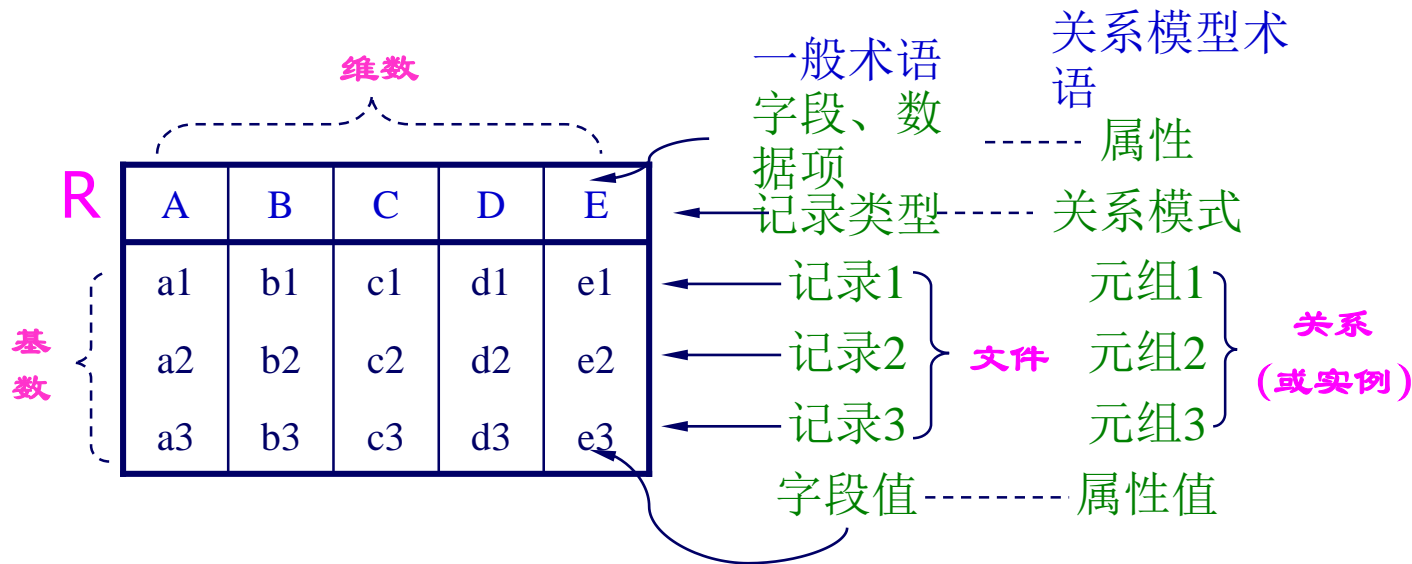 维数
一般术语
关系模型术
语
字段、数
据项
属性
R
A B C D E
记录类型
关系模式
a1 b1 c1 d1 e1
记录1
元组1
基
数
a2 b2 c2 d2 e2
记录2
文件
元组2
关系
(或实例)
a3 b3 c3 d3 e3
记录3
元组3
字段值
属性值